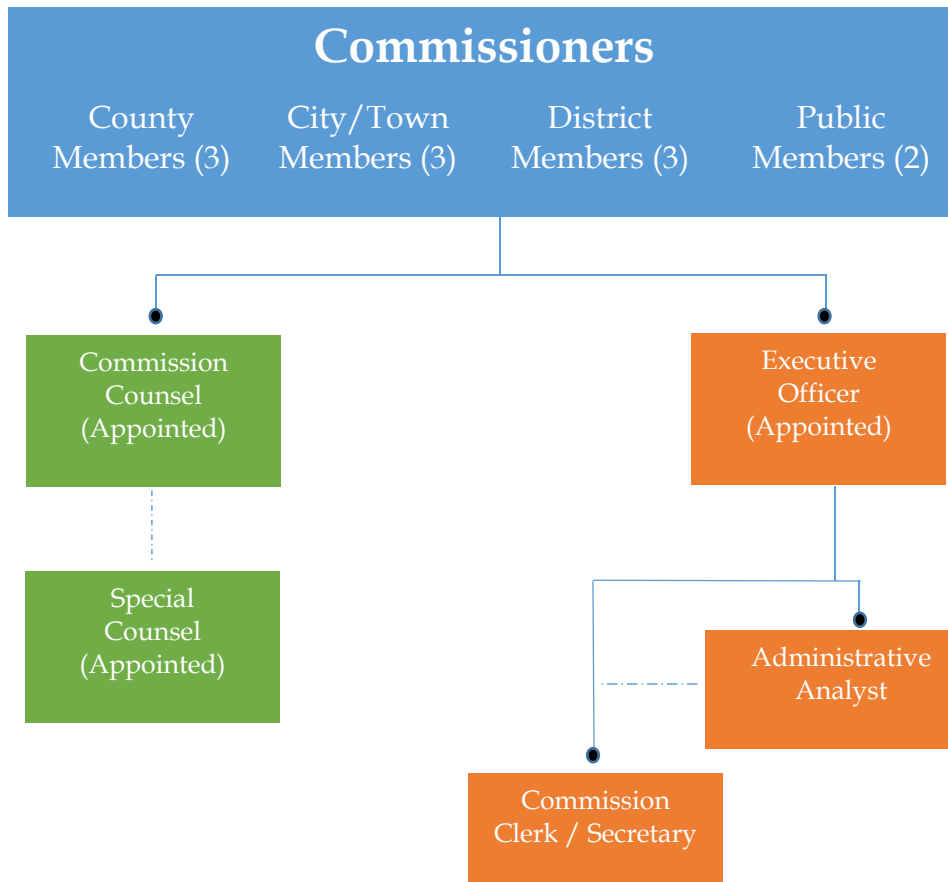 Commissioners
County
Members (3)
City/Town
Members (3)
District
Members (3)
Public
Members (2)
Commission
Counsel
(Appointed)
Executive
Officer
(Appointed)
Special
Counsel
(Appointed)
Administrative
Analyst
Commission
Clerk / Secretary